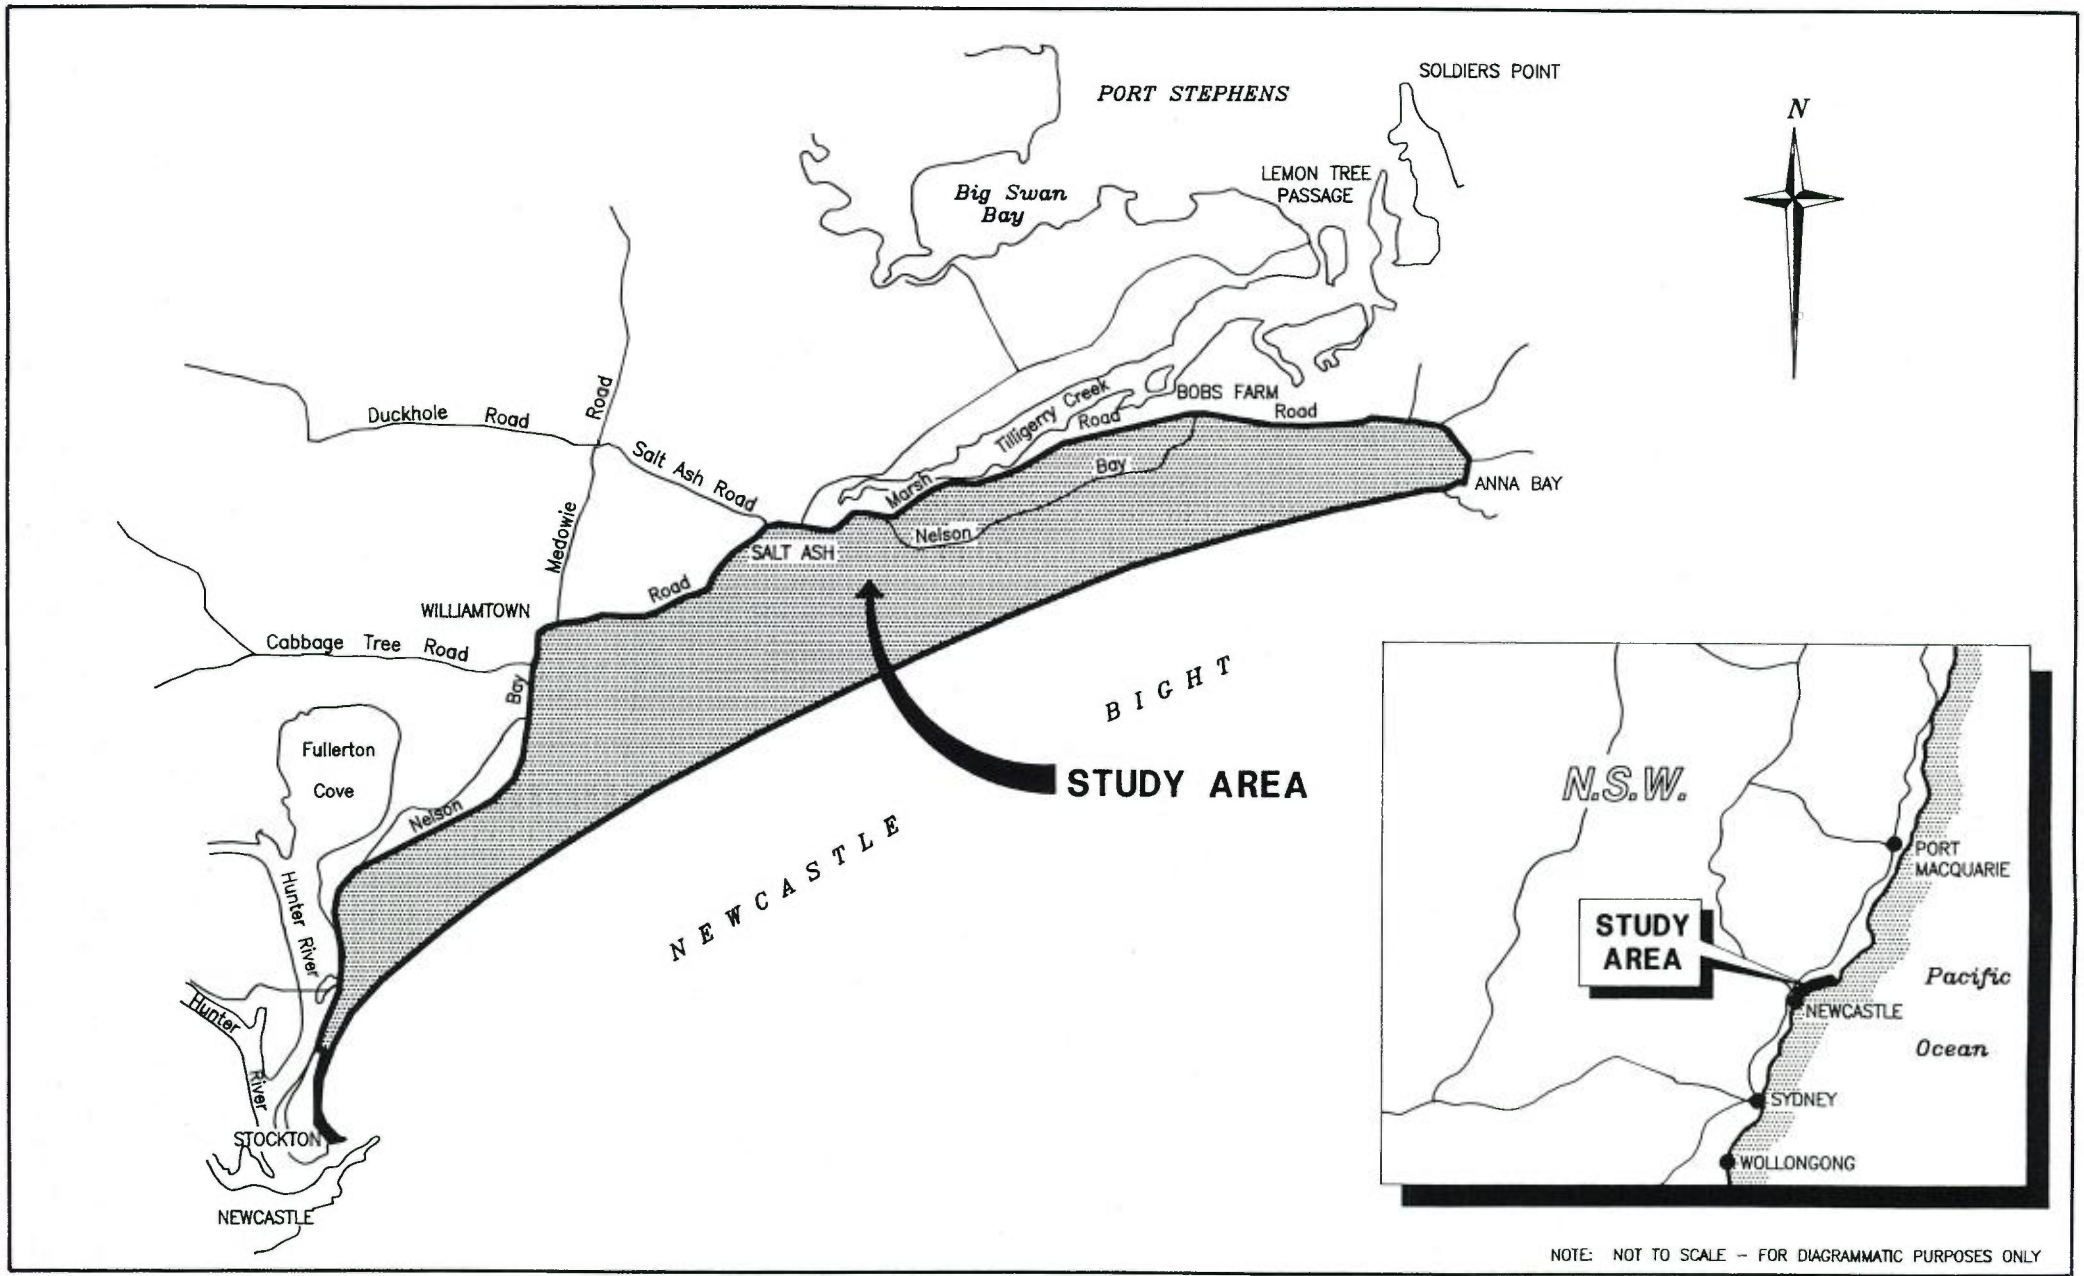 SOLDIERS POINT
PORT STEPHENS
N
LEMON TREE
PASSAGE
Big Swan
Bay
Duckhole Road
Road
Medowie
Salt Ash Road
Tilligerry Creek
BOBS FARM
Road
Road
Marsh
Bay
Nelson
ANNA BAY
SALT ASH
Road
WILLIAMTOWN
Cabbage Tree Road
Bay
Nelson
Fullerton
Cove
BIGHT
NEWCASTLE
STUDY AREA
Hunter River
Hunter
River
STOCKTON
NEWCASTLE
N.S.W.
PORT
MACQUARIE
STUDY
AREA
Pacific
Ocean
NEWCASTLE
SYDNEY
WOLLONGONG
NOTE: NOT TO SCALE – FOR DIAGRAMMATIC PURPOSES ONLY